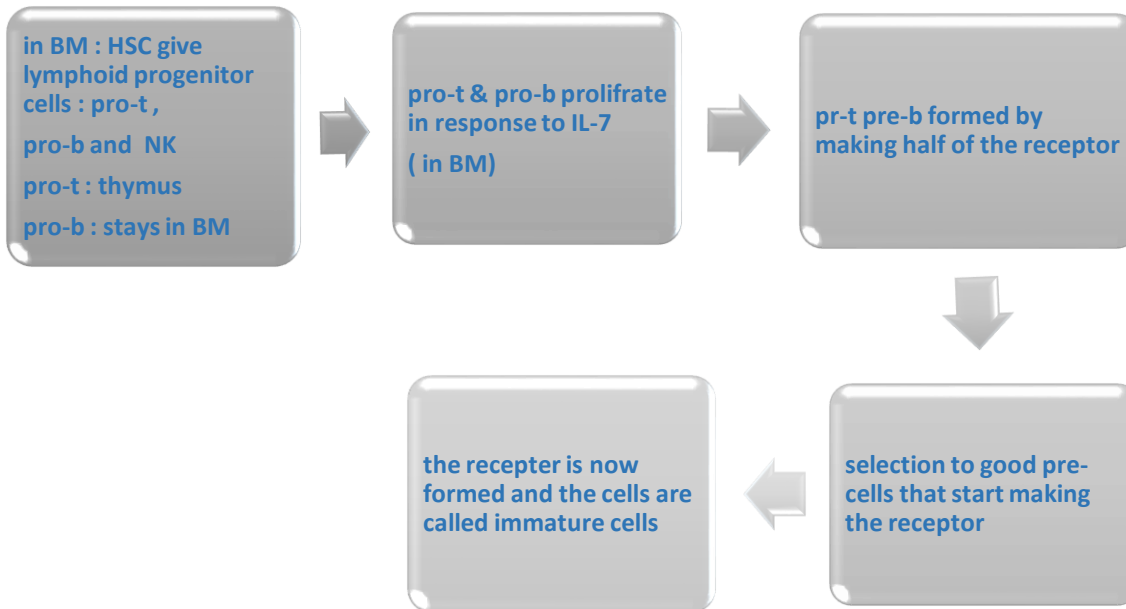 in BM : HSC give
lymphoid progenitor
cells : pro-t ,
pro-b and NK
pro-t : thymus
pro-b : stays in BM
pro-t & pro-b prolifrate
in response to IL-7
( in BM)
pr-t pre-b formed by
making half of the receptor
selection to good pre-
cells that start making
the receptor
the recepter is now
formed and the cells are
called immature cells